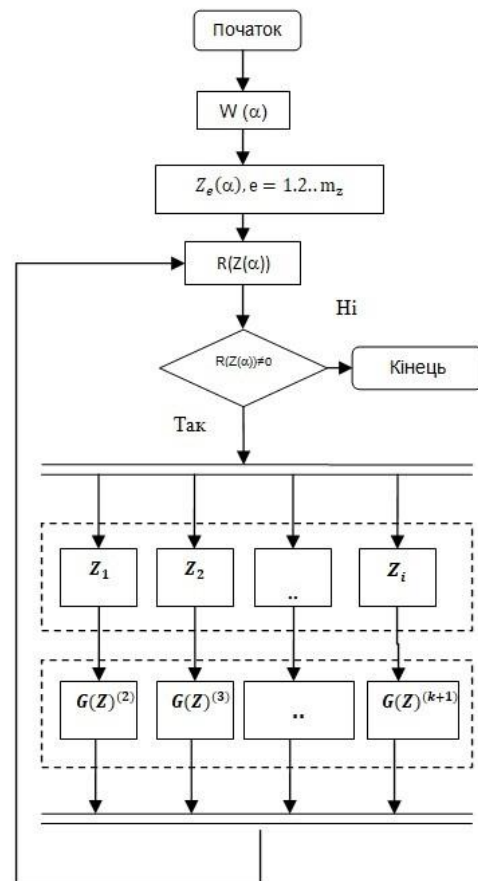 Початок
W (α)
Z_e(α), e = 1.2..m_z
R(Z(α))
Ні
R(Z(α))≠0
Кінець
Так
Z_1 Z_2 .. Z_i
G(Z)^(2) G(Z)^(3) .. G(Z)^(k+1)